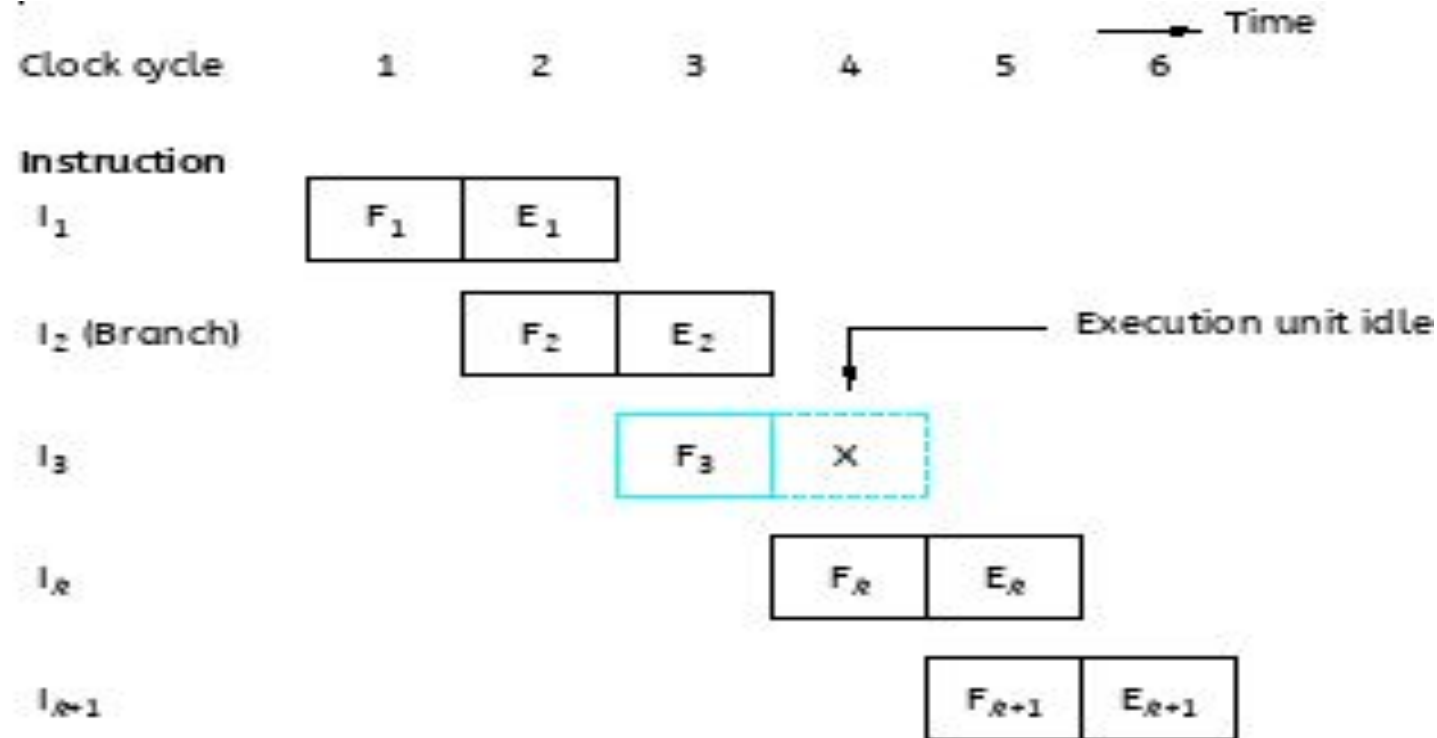 Time
Clock cycle 1 2 3 4 5 6
Instruction
I₁ F₁ E₁
I₂ (Branch) F₂ E₂ Execution unit idle
I₃ F₃ X
Iₖ Fₖ Eₖ
Iₖ₊₁ Fₖ₊₁ Eₖ₊₁